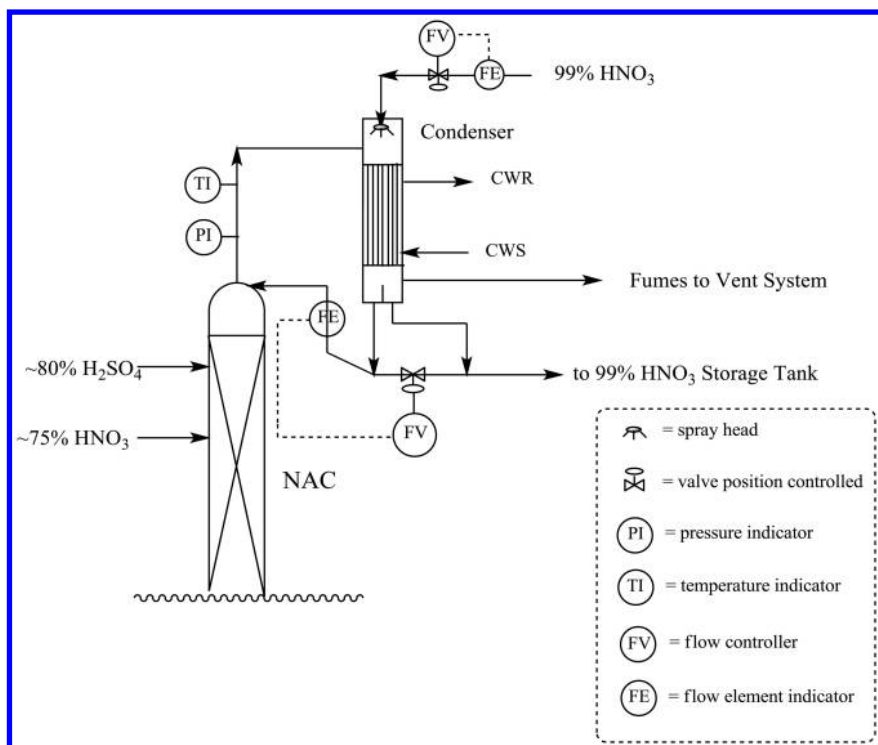 FV
FE
99% HNO₃
Condenser
TI
CWR
PI
CWS
Fumes to Vent System
FE
~80% H₂SO₄
to 99% HNO₃ Storage Tank
FV
~75% HNO₃
NAC
= spray head
= valve position controlled
PI = pressure indicator
TI = temperature indicator
FV = flow controller
FE = flow element indicator